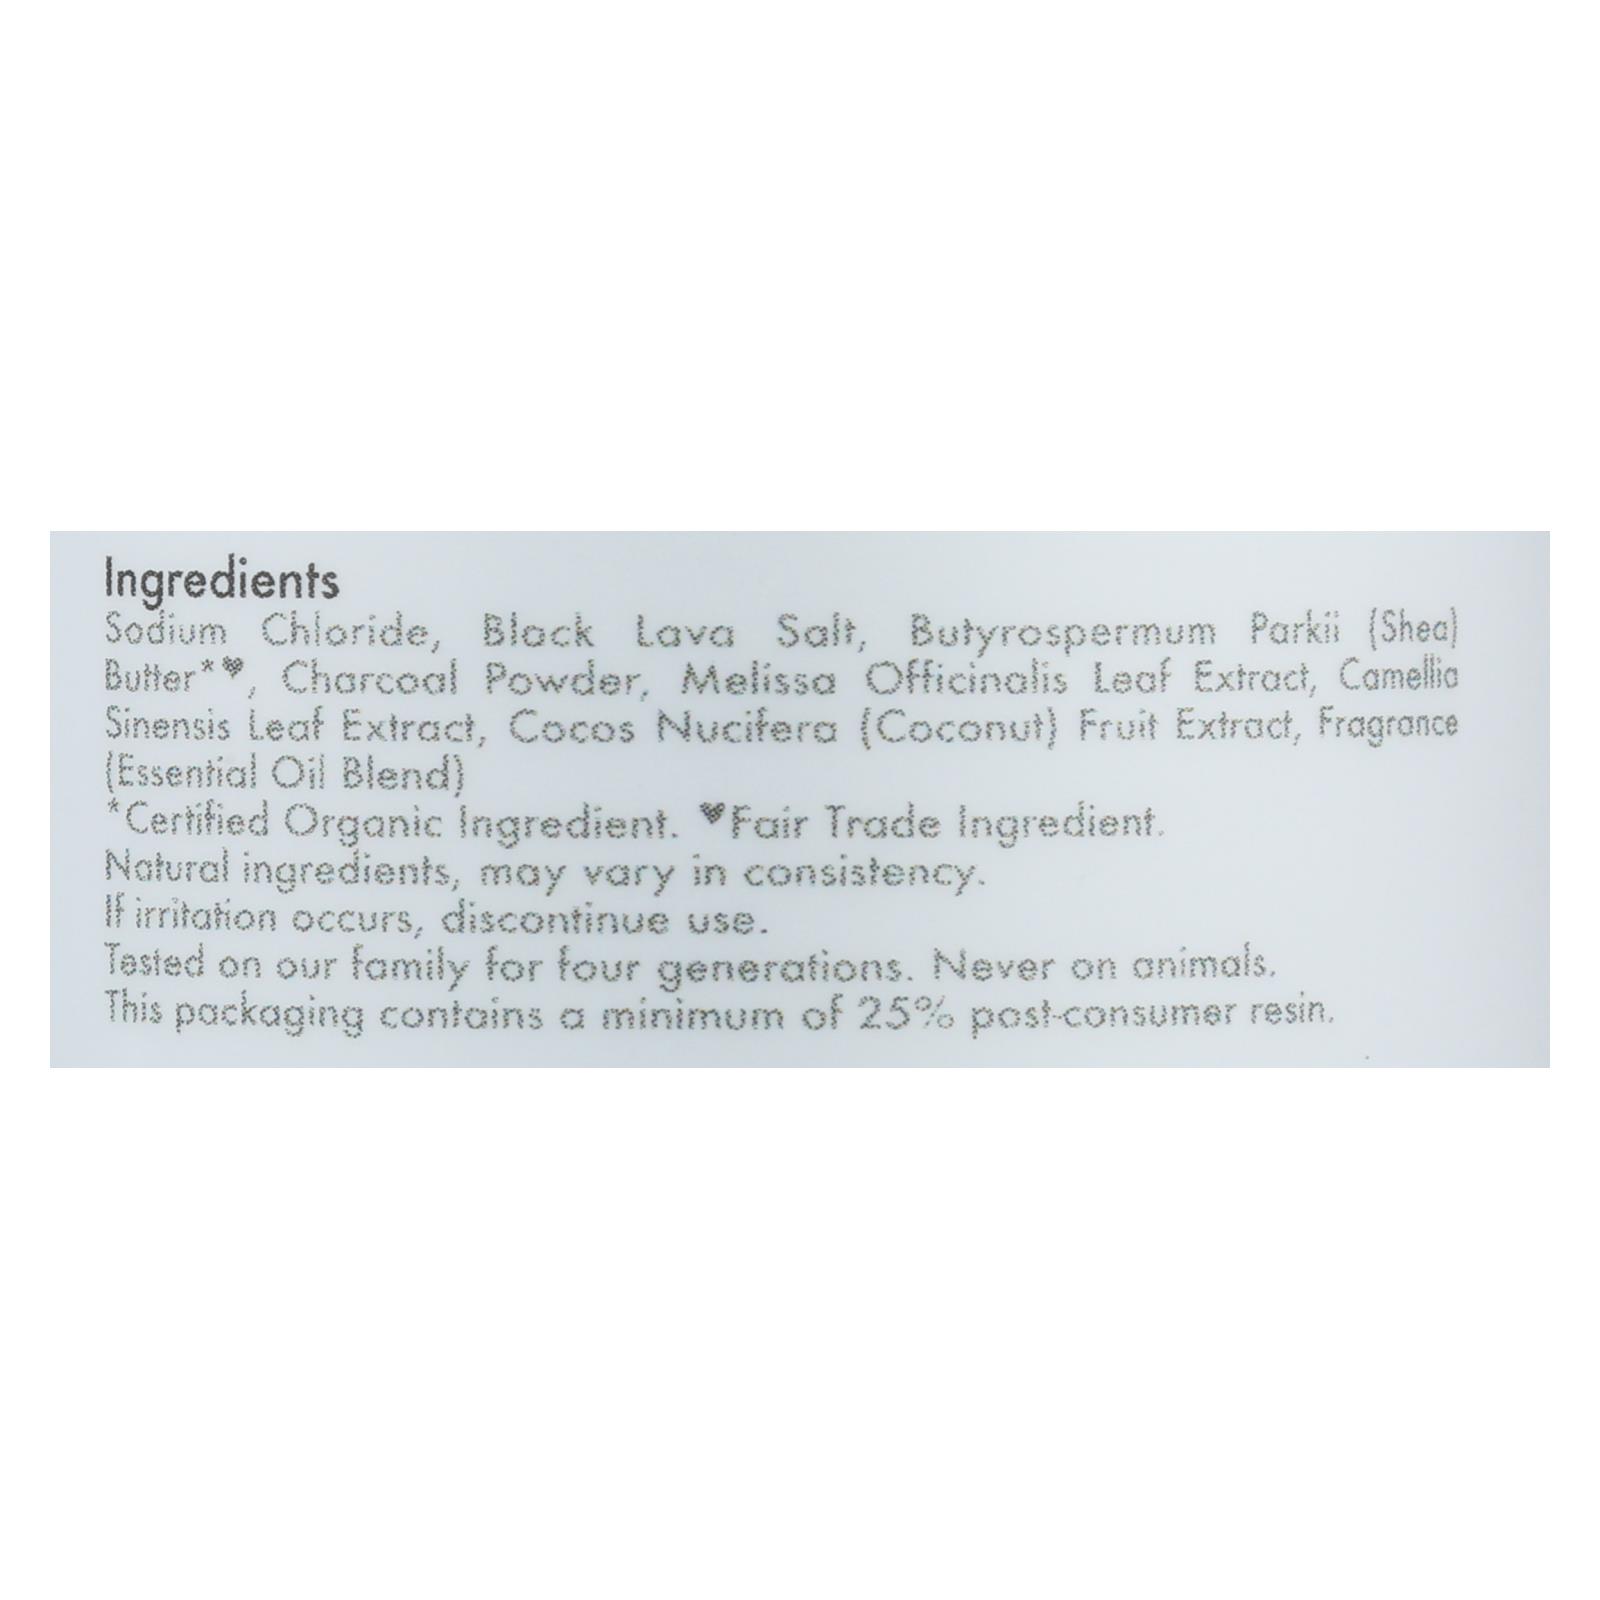 Ingredients
Sodium Chloride, Black Lava Salt, Butyrospermum Parkii (Shea)
Butter*♥, Charcoal Powder, Melissa Officinalis Leaf Extract, Camellia
Sinensis Leaf Extract, Cocos Nucifera (Coconut) Fruit Extract, Fragrance
(Essential Oil Blend)
*Certified Organic Ingredient. ♥Fair Trade Ingredient.
Natural ingredients, may vary in consistency.
If irritation occurs, discontinue use.
Tested on our family for four generations. Never on animals.
This packaging contains a minimum of 25% post-consumer resin.